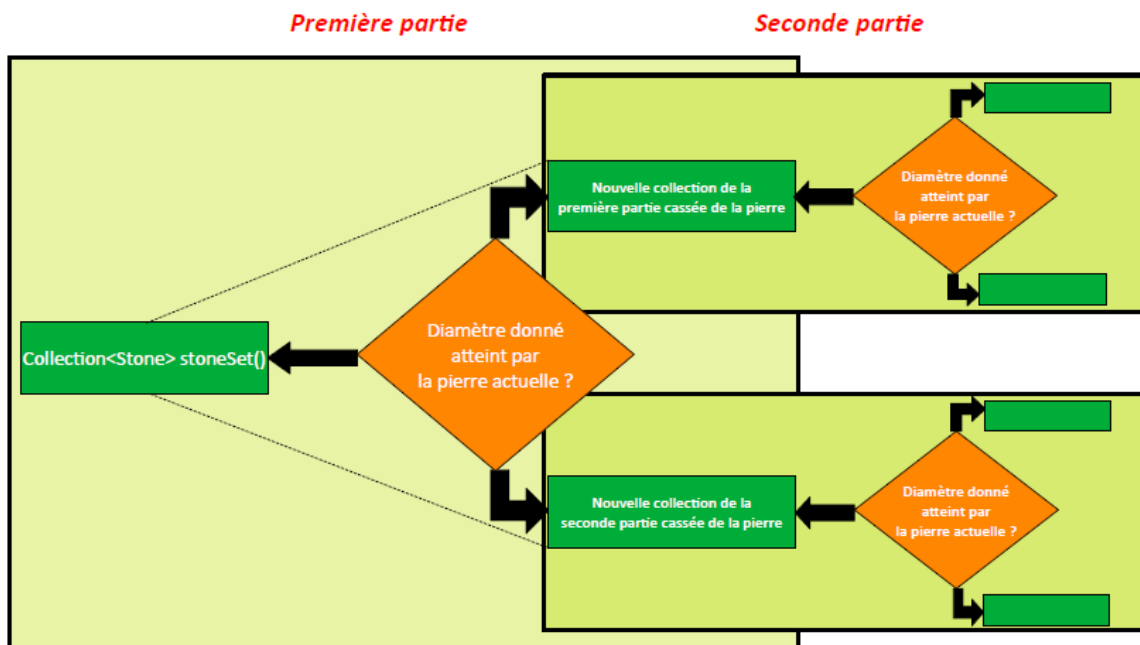 Première partie
Seconde partie
Collection<Stone> stoneSet()
Diamètre donné
atteint par
la pierre actuelle ?
Nouvelle collection de la
première partie cassée de la pierre
Diamètre donné
atteint par
la pierre actuelle ?
Nouvelle collection de la
seconde partie cassée de la pierre
Diamètre donné
atteint par
la pierre actuelle ?